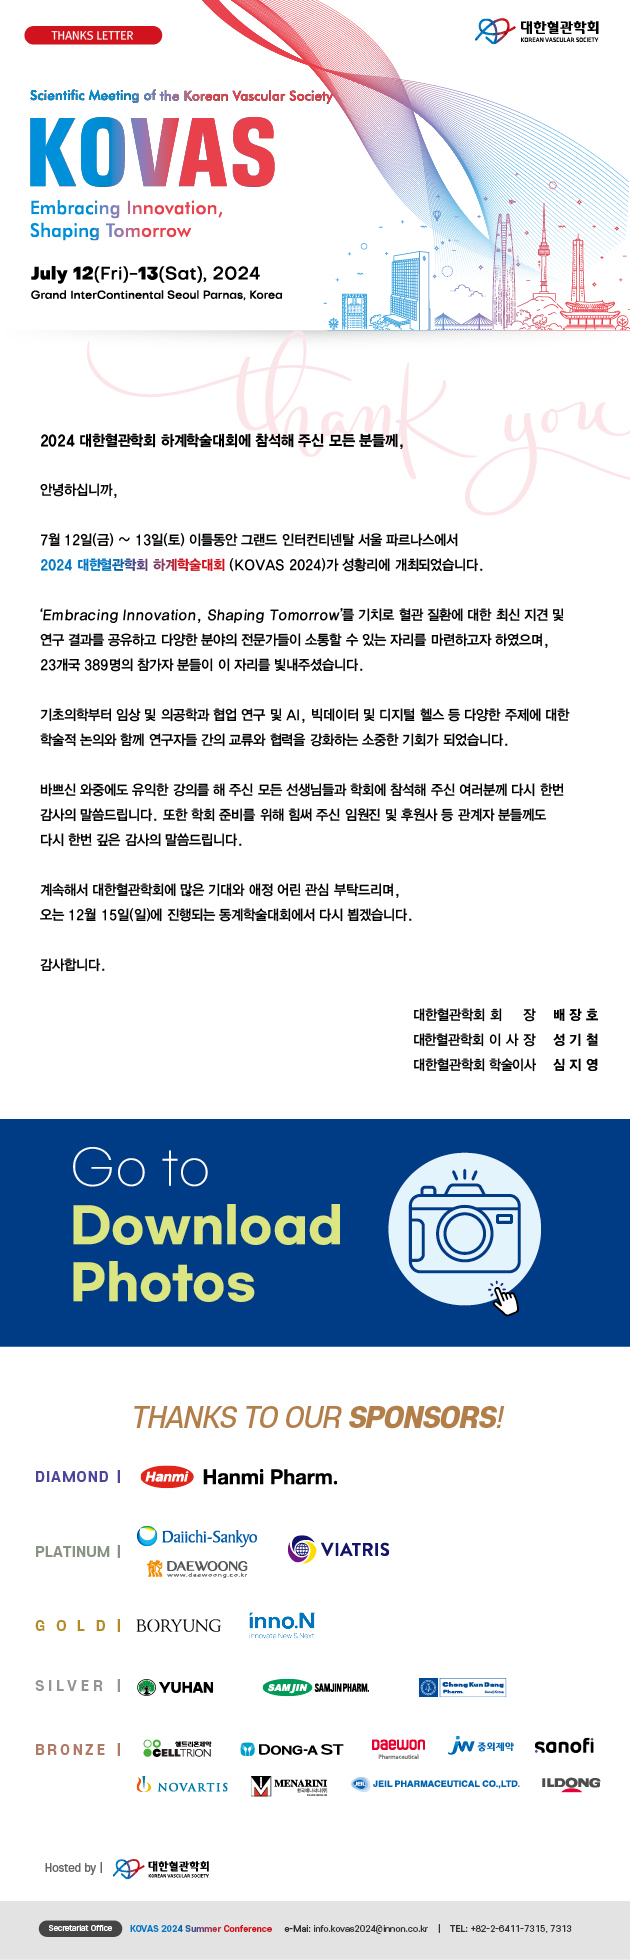 THANKS LETTER
대한혈관학회
KOREAN VASCULAR SOCIETY
Scientific Meeting of the Korean Vascular Society
KOVAS
Embracing Innovation,
Shaping Tomorrow
July 12(Fri)-13(Sat), 2024
Grand InterContinental Seoul Parnas, Korea
thank you
2024 대한혈관학회 하계학술대회에 참석해 주신 모든 분들께,
안녕하십니까,
7월 12일(금) ~ 13일(토) 이틀동안 그랜드 인터컨티넨탈 서울 파르나스에서
2024 대한혈관학회 하계학술대회 (KOVAS 2024)가 성황리에 개최되었습니다.
'Embracing Innovation, Shaping Tomorrow'를 기치로 혈관 질환에 대한 최신 지견 및
연구 결과를 공유하고 다양한 분야의 전문가들이 소통할 수 있는 자리를 마련하고자 하였으며,
23개국 389명의 참가자 분들이 이 자리를 빛내주셨습니다.
기초의학부터 임상 및 의공학과 협업 연구 및 AI, 빅데이터 및 디지털 헬스 등 다양한 주제에 대한
학술적 논의와 함께 연구자들 간의 교류와 협력을 강화하는 소중한 기회가 되었습니다.
바쁘신 와중에도 유익한 강의를 해 주신 모든 선생님들과 학회에 참석해 주신 여러분께 다시 한번
감사의 말씀드립니다. 또한 학회 준비를 위해 힘써 주신 임원진 및 후원사 등 관계자 분들께도
다시 한번 깊은 감사의 말씀드립니다.
계속해서 대한혈관학회에 많은 기대와 애정 어린 관심 부탁드리며,
오는 12월 15일(일)에 진행되는 동계학술대회에서 다시 뵙겠습니다.
감사합니다.
대한혈관학회 회 장 배 장 호
대한혈관학회 이 사 장 성 기 철
대한혈관학회 학술이사 심 지 영
Go to
Download
Photos
THANKS TO OUR SPONSORS!
DIAMOND | Hanmi Hanmi Pharm.
PLATINUM | Daiichi-Sankyo VIATRIS
DAEWOONG
www.daewoong.co.kr
GOLD | BORYUNG inno.N
innovate New & Next
SILVER | YUHAN SAMJIN SAMJIN PHARM. Chong Kun Dang
Pharm. Seoul, Korea
BRONZE | 셀트리온제약 CELLTRION DONG-A ST DAEWON Pharmaceutical JW 중외제약 sanofi
NOVARTIS MENARINI 한국메나리니(주) JEIL PHARMACEUTICAL CO.,LTD. ILDONG
Hosted by | 대한혈관학회
KOREAN VASCULAR SOCIETY
Secretariat Office KOVAS 2024 Summer Conference e-Mai: info.kovas2024@innon.co.kr | TEL: +82-2-6411-7315, 7313